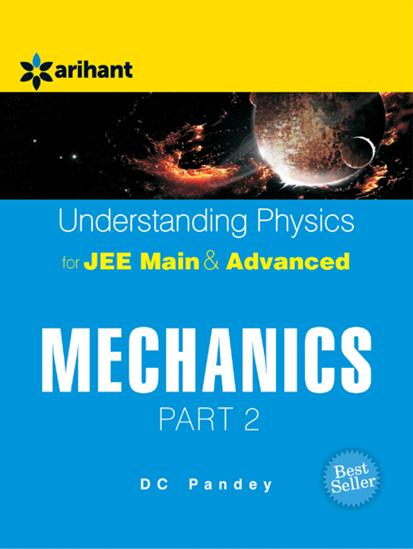 arihant
Understanding Physics
for JEE Main & Advanced
MECHANICS
PART 2
Best
Seller
DC Pandey